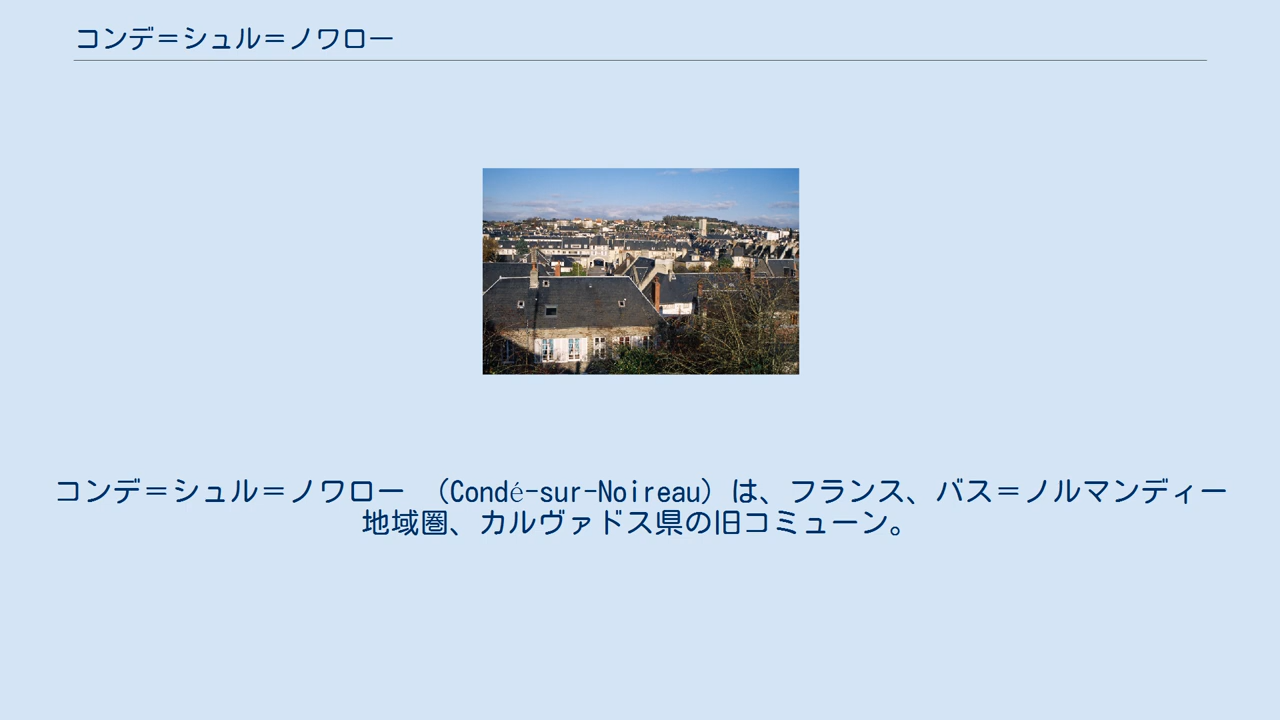 コンデ＝シュル＝ノワロー
コンデ＝シュル＝ノワロー （Condé-sur-Noireau）は、フランス、バス＝ノルマンディー
地域圏、カルヴァドス県の旧コミューン。